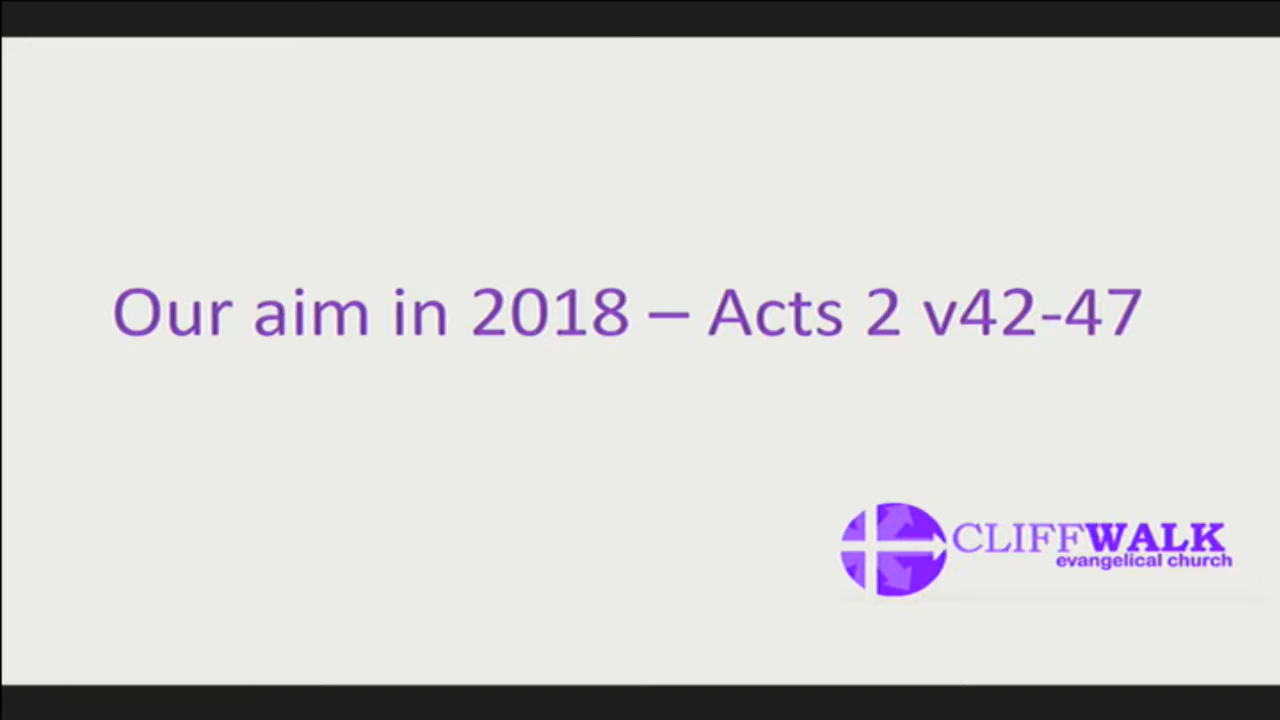 Our aim in 2018 – Acts 2 v42-47
CLIFFWALK
evangelical church